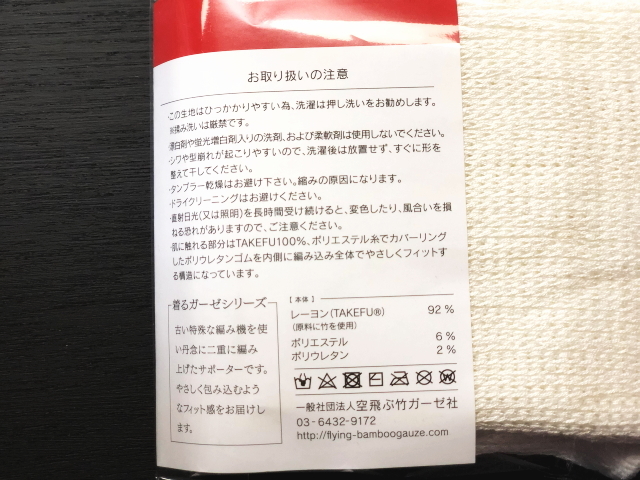 お取り扱いの注意
・この生地はひっかかりやすい為、洗濯は押し洗いをお勧めします。
※揉み洗いは厳禁です。
・漂白剤や蛍光増白剤入りの洗剤、および柔軟剤は使用しないでください。
・シワや型崩れが起こりやすいので、洗濯後は放置せず、すぐに形を
整えて干してください。
・タンブラー乾燥はお避け下さい。縮みの原因になります。
・ドライクリーニングはお避けください。
・直射日光(又は照明)を長時間受け続けると、変色したり、風合いを損
ねる恐れがありますので、ご注意ください。
・肌に触れる部分はTAKEFU100%、ポリエステル糸でカバーリング
したポリウレタンゴムを内側に編み込み全体でやさしくフィットす
る構造になっています。
着るガーゼシリーズ
古い特殊な編み機を使
い丹念に二重に編み
上げたサポーターです。
やさしく包み込むよう
なフィット感をお届けし
ます。
【本体】
レーヨン(TAKEFU®) 92%
(原料に竹を使用)
ポリエステル 6%
ポリウレタン 2%
一般社団法人 空飛ぶ竹ガーゼ社
03-6432-9172
http://flying-bamboogauze.com